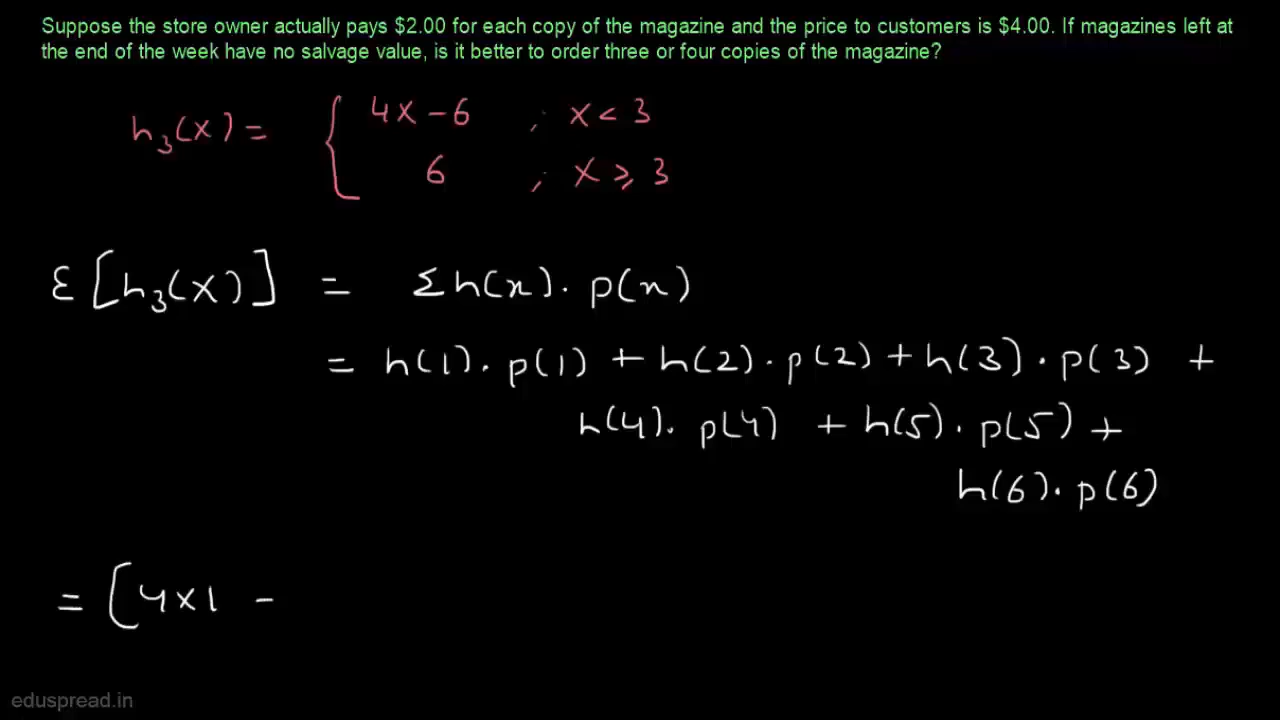 Suppose the store owner actually pays $2.00 for each copy of the magazine and the price to customers is $4.00. If magazines left at
the end of the week have no salvage value, is it better to order three or four copies of the magazine?
h₃(X) = { 4X - 6 ; X < 3
6 ; X ≥ 3
E[h₃(X)] = Σh(x). p(x)
= h(1). p(1) + h(2). p(2) + h(3). p(3) +
h(4). p(4) + h(5). p(5) +
h(6). p(6)
= [4×1 -
eduspread.in